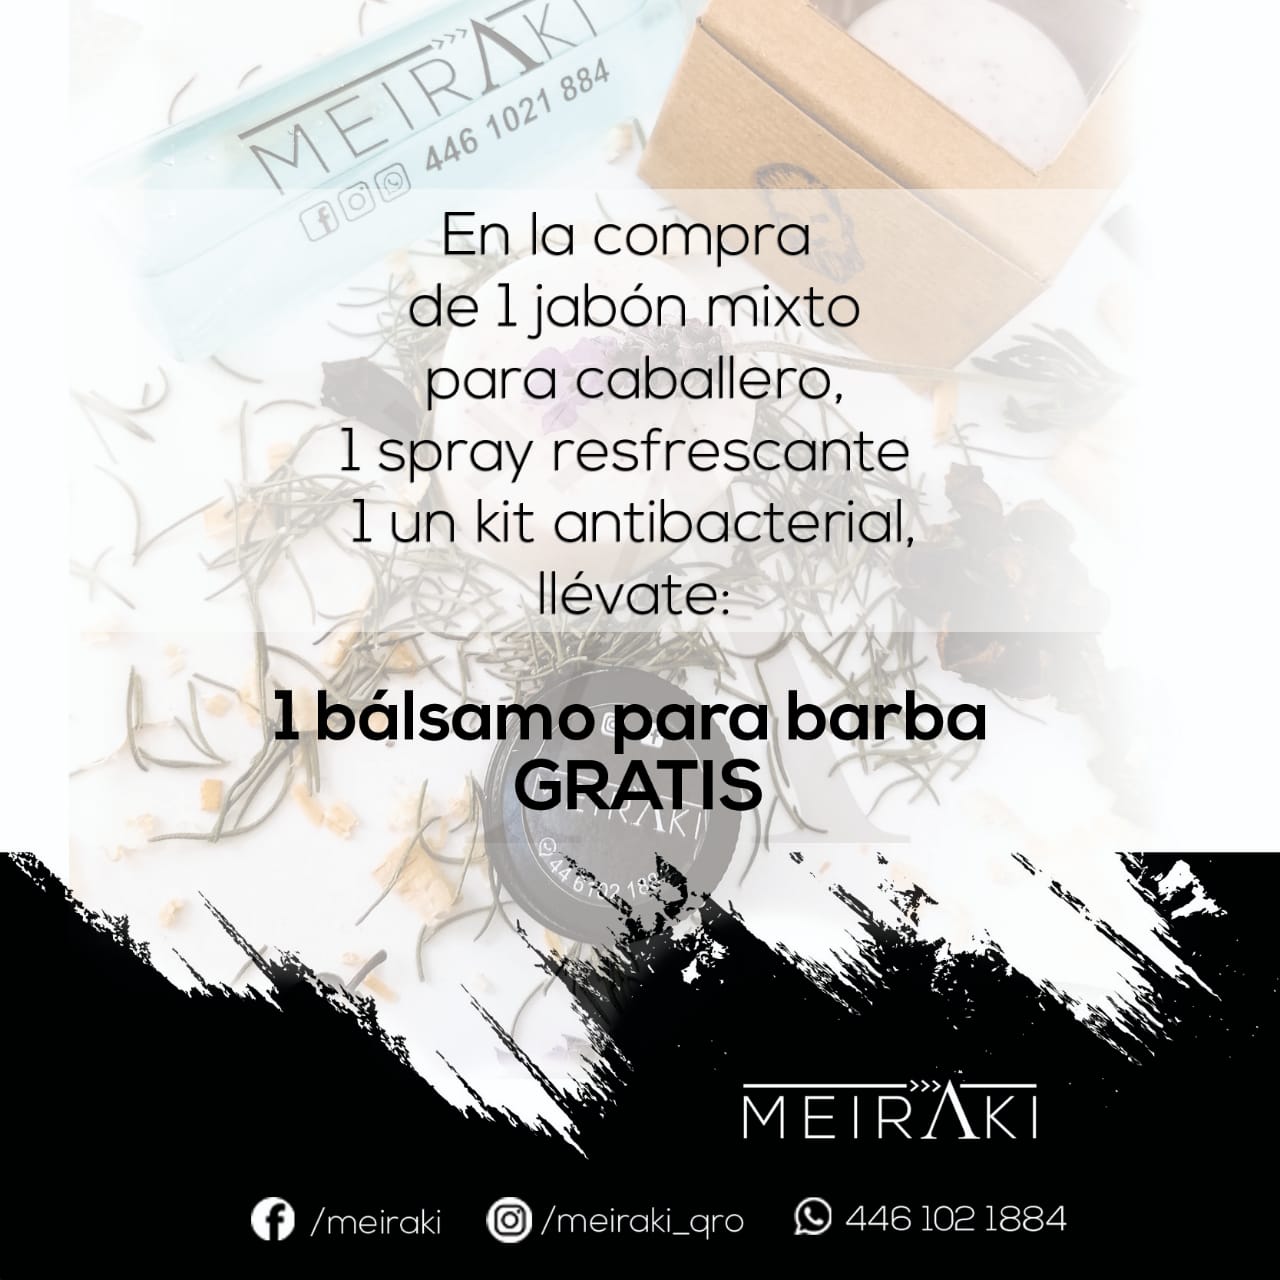 MEIRAKI
446 1021 884
En la compra
de 1 jabón mixto
para caballero,
1 spray resfrescante
1 un kit antibacterial,
llévate:
1 bálsamo para barba
GRATIS
MEIRAKI
MEIRAKI
/meiraki
/meiraki_qro
446 102 1884